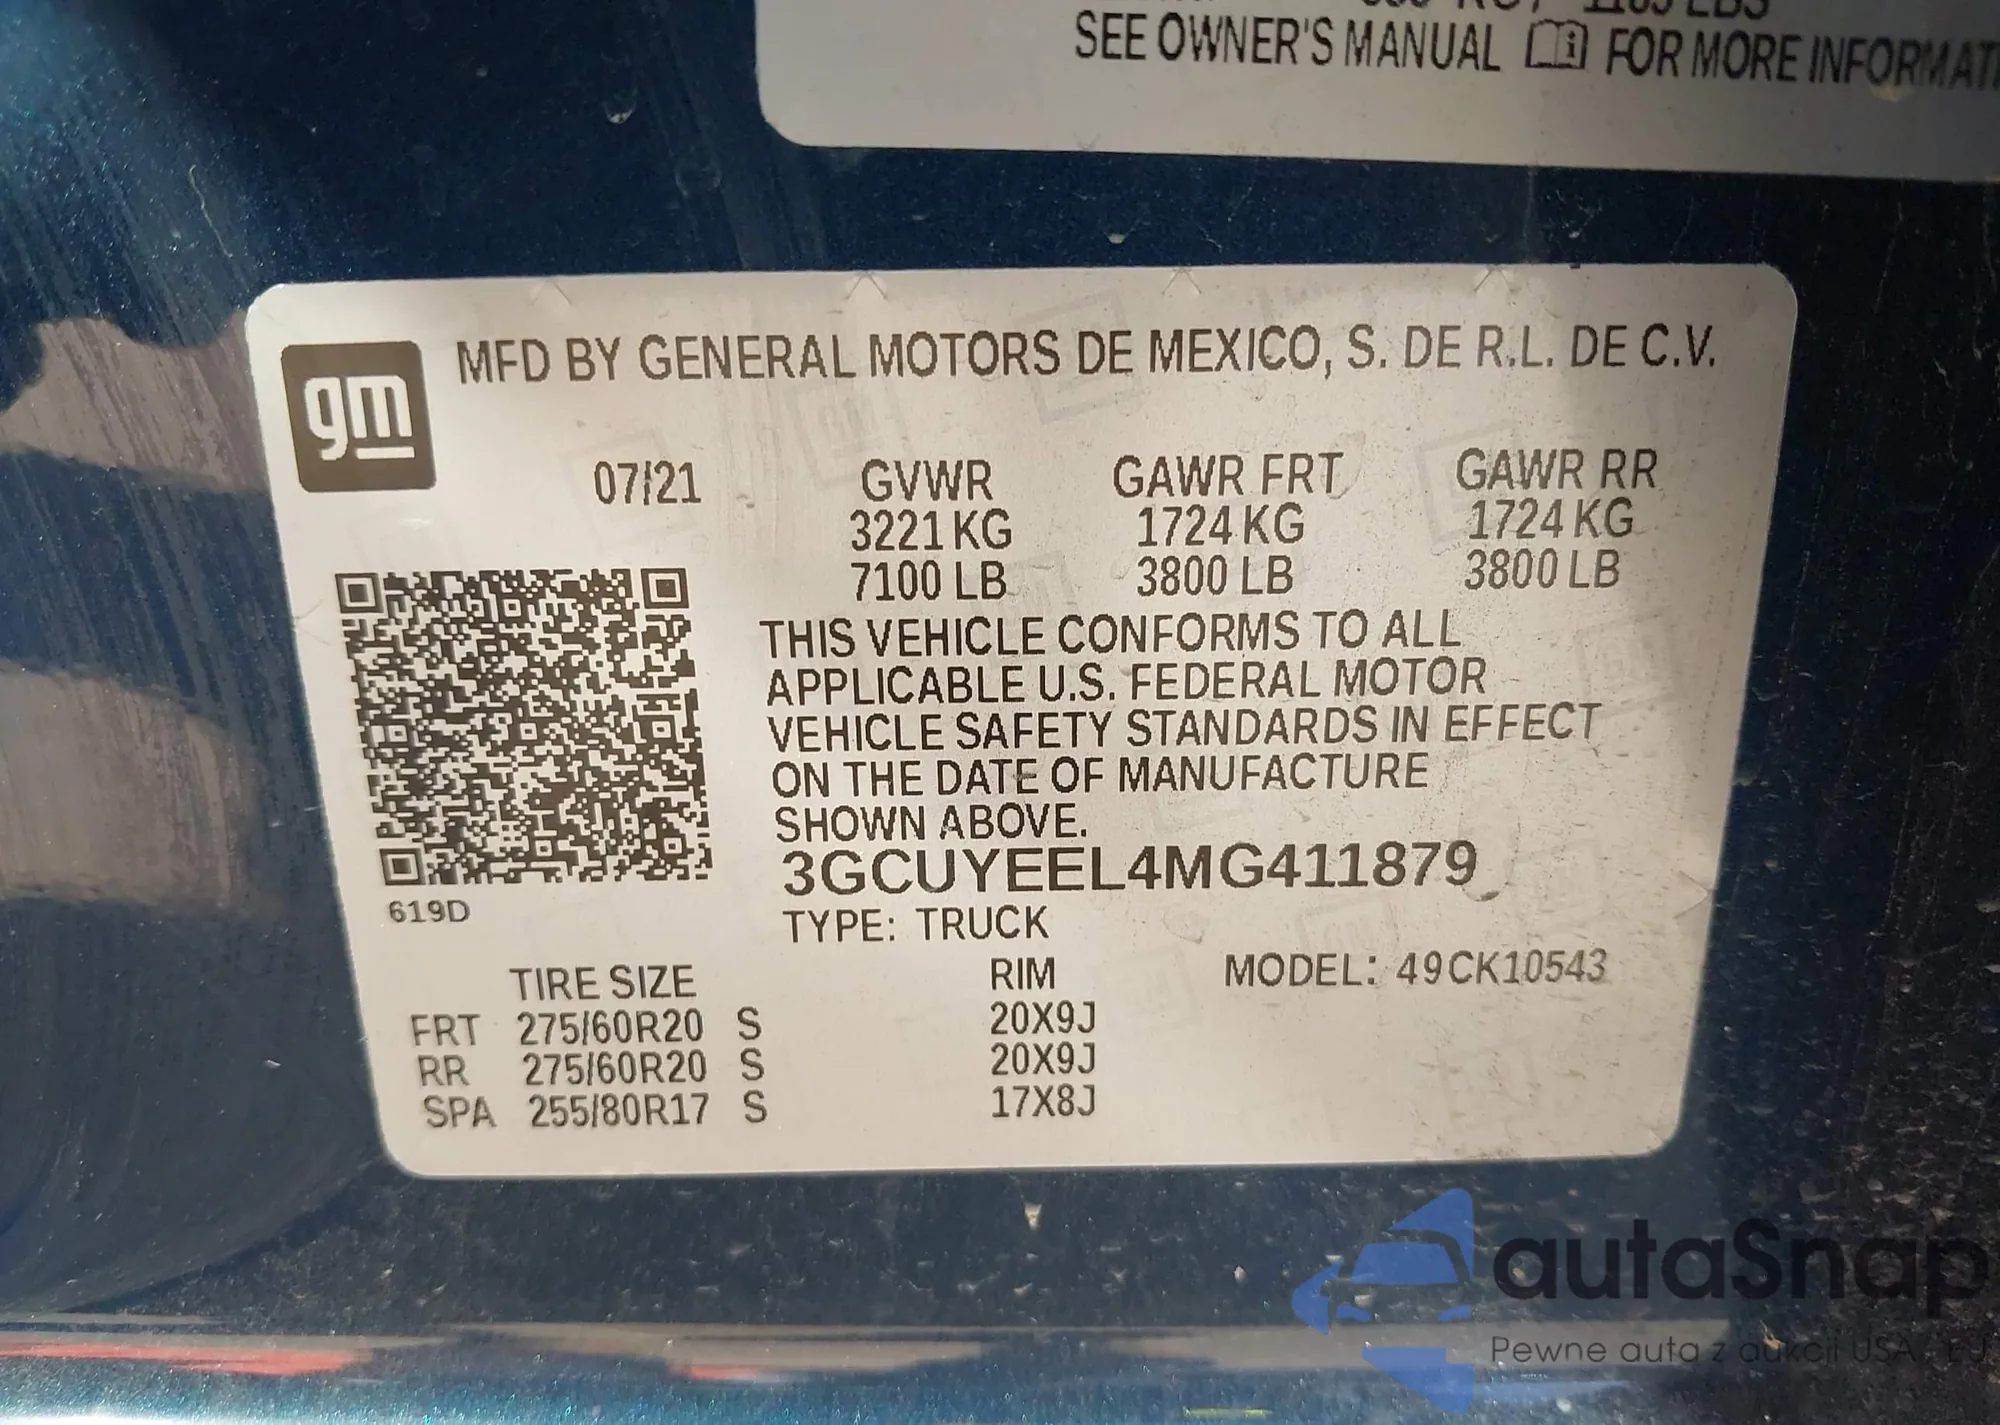 SEE OWNER'S MANUAL FOR MORE INFORMATI
gm
MFD BY GENERAL MOTORS DE MEXICO, S. DE R.L. DE C.V.
07/21 GVWR GAWR FRT GAWR RR
3221 KG 1724 KG 1724 KG
7100 LB 3800 LB 3800 LB
THIS VEHICLE CONFORMS TO ALL
APPLICABLE U.S. FEDERAL MOTOR
VEHICLE SAFETY STANDARDS IN EFFECT
ON THE DATE OF MANUFACTURE
SHOWN ABOVE.
3GCUYEEL4MG411879
619D
TYPE: TRUCK
TIRE SIZE RIM MODEL: 49CK10543
FRT 275/60R20 S 20X9J
RR 275/60R20 S 20X9J
SPA 255/80R17 S 17X8J
autaSnap
Pewne auta z aukcji USA